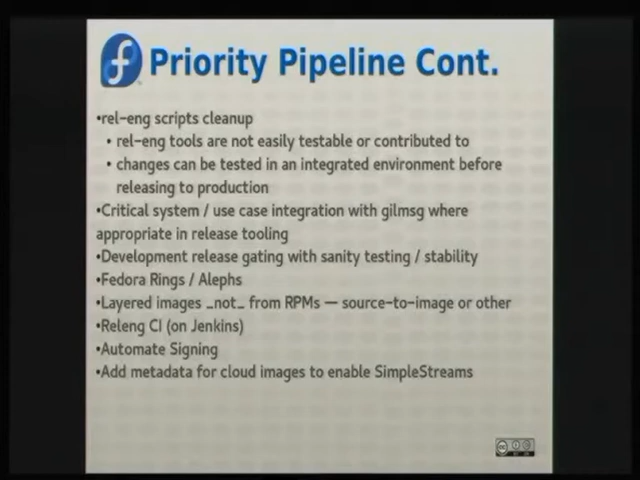 Priority Pipeline Cont.
•rel-eng scripts cleanup
• rel-eng tools are not easily testable or contributed to
• changes can be tested in an integrated environment before
releasing to production
•Critical system / use case integration with gilmsg where
appropriate in release tooling
•Development release gating with sanity testing / stability
•Fedora Rings / Alephs
•Layered images _not_ from RPMs — source-to-image or other
•Releng CI (on Jenkins)
•Automate Signing
•Add metadata for cloud images to enable SimpleStreams